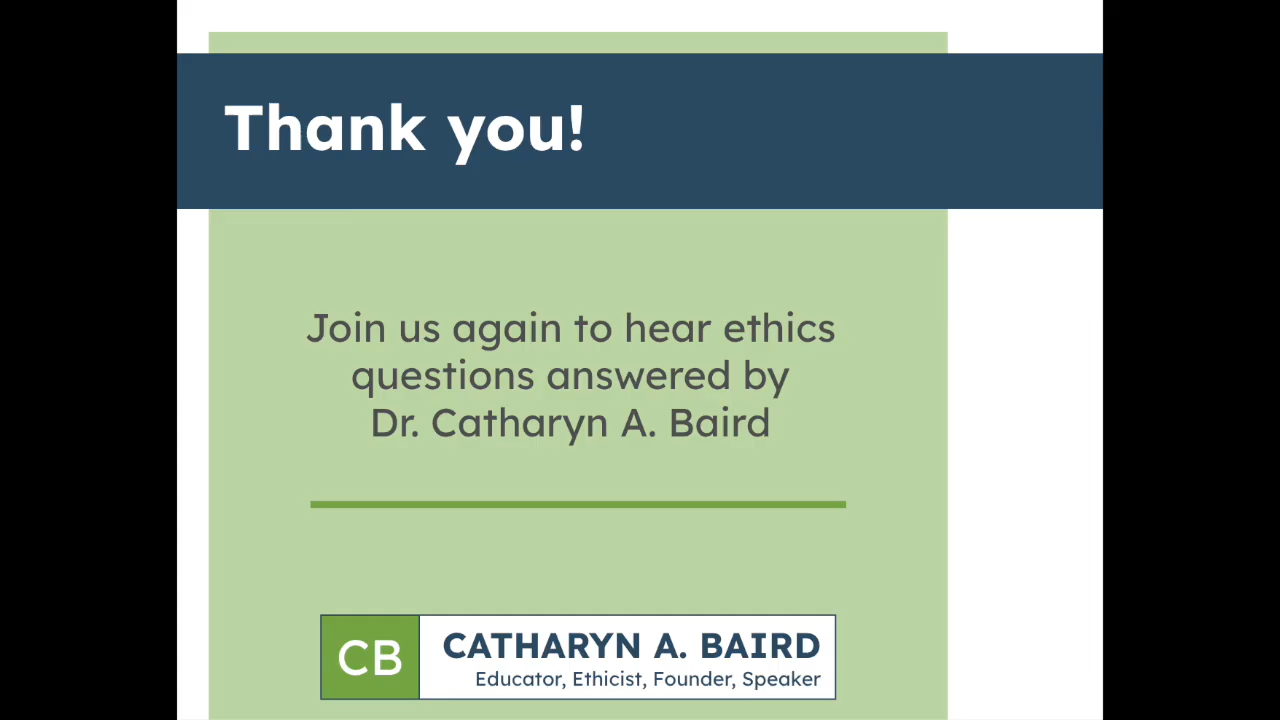 Thank you!
Join us again to hear ethics
questions answered by
Dr. Catharyn A. Baird
CB
CATHARYN A. BAIRD
Educator, Ethicist, Founder, Speaker